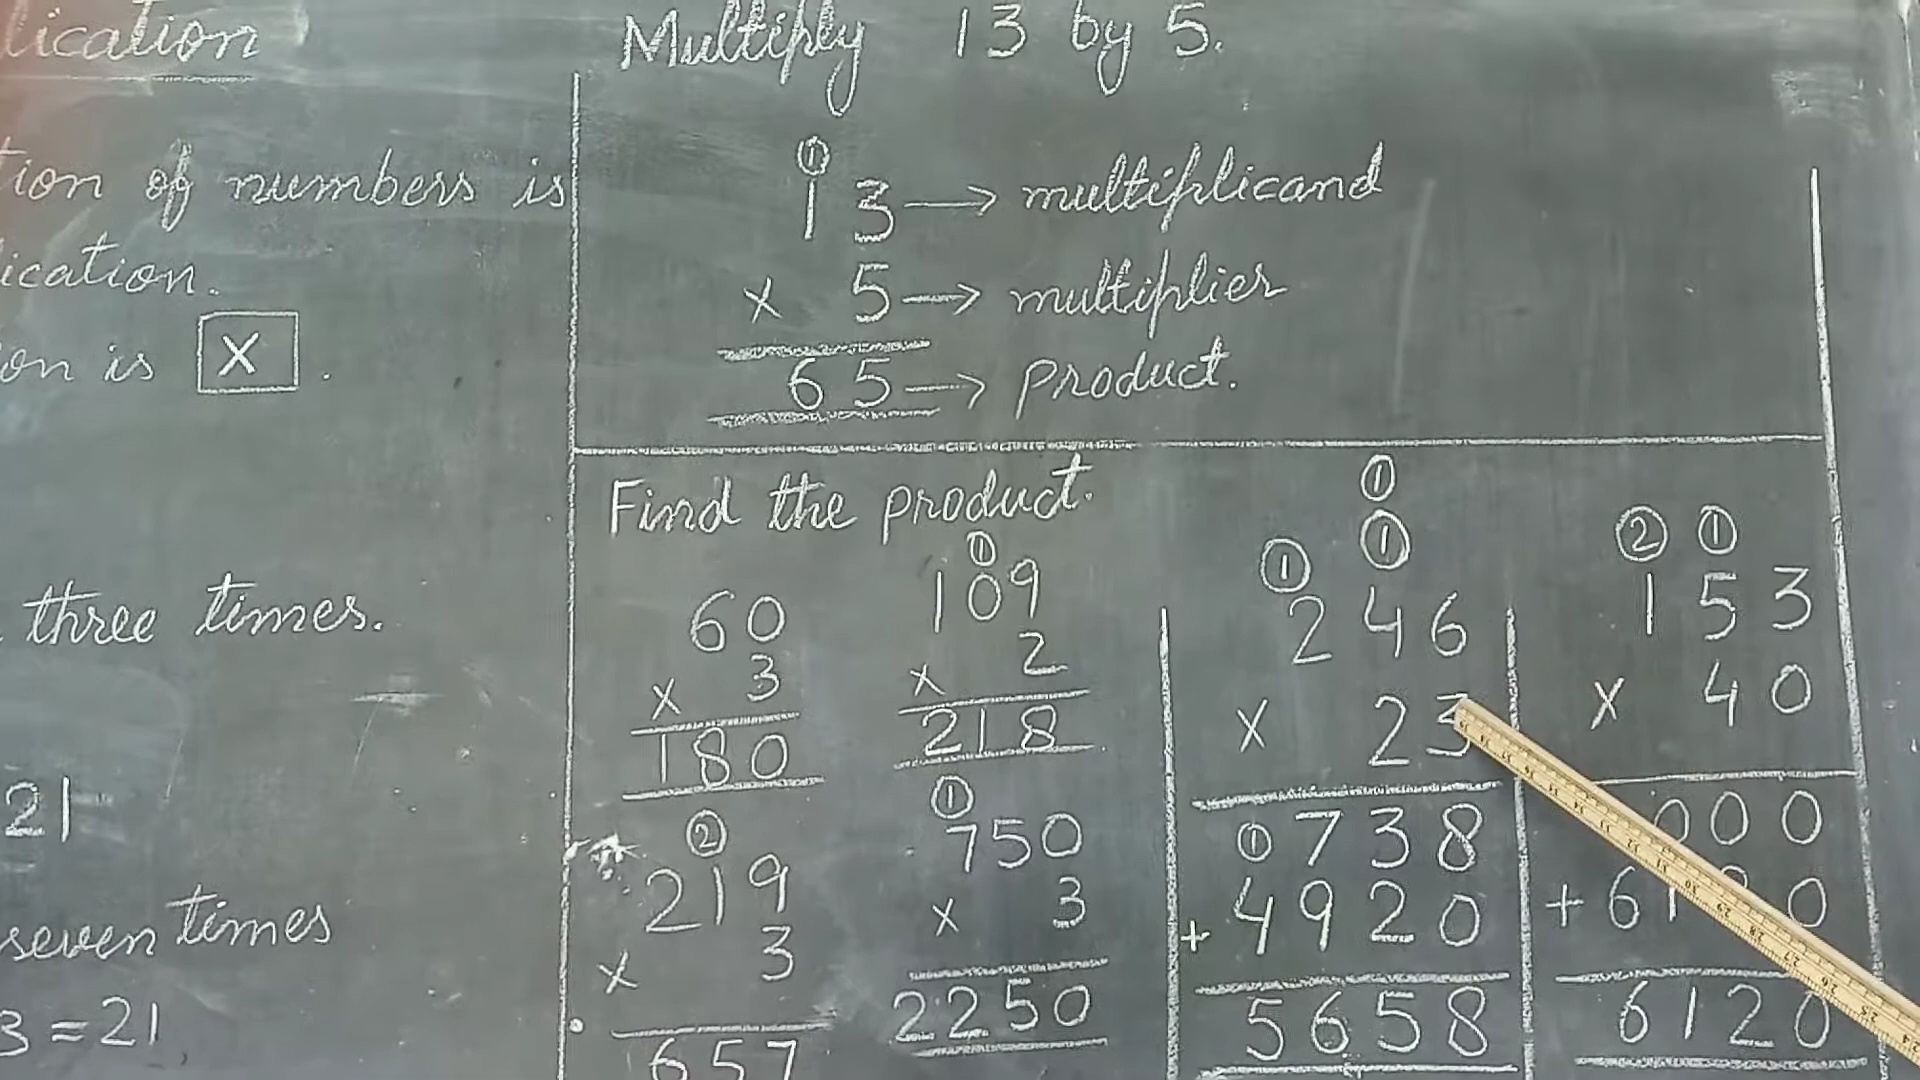 lication
tion of numbers is
ication.
on is X .
three times.
21
seven times
3 = 21
Multiply 13 by 5.
①
13 → multiplicand
x 5 → multiplier
65 → product.
Find the product.
60
x 3
180
①
109
x 2
218
②
219
x 3
657
①
750
x 3
2250
①
① ①
246
x 23
① 738
+ 4920
5658
② ①
153
x 40
000
+ 61 0
6120